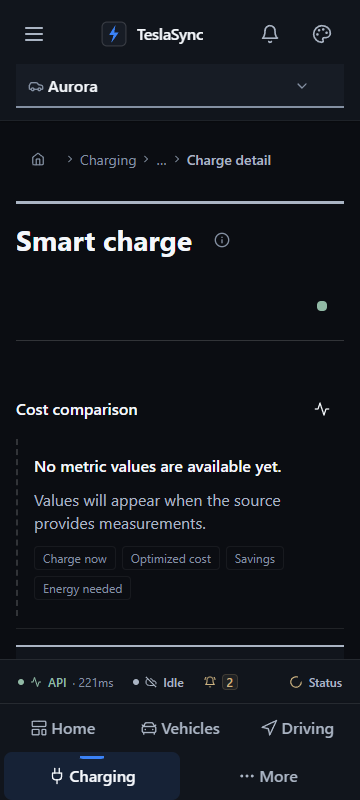 TeslaSync
Aurora
Charging > ... > Charge detail
Smart charge
Cost comparison
No metric values are available yet.
Values will appear when the source
provides measurements.
Charge now Optimized cost Savings
Energy needed
API · 221ms Idle 2 Status
Home Vehicles Driving
Charging More